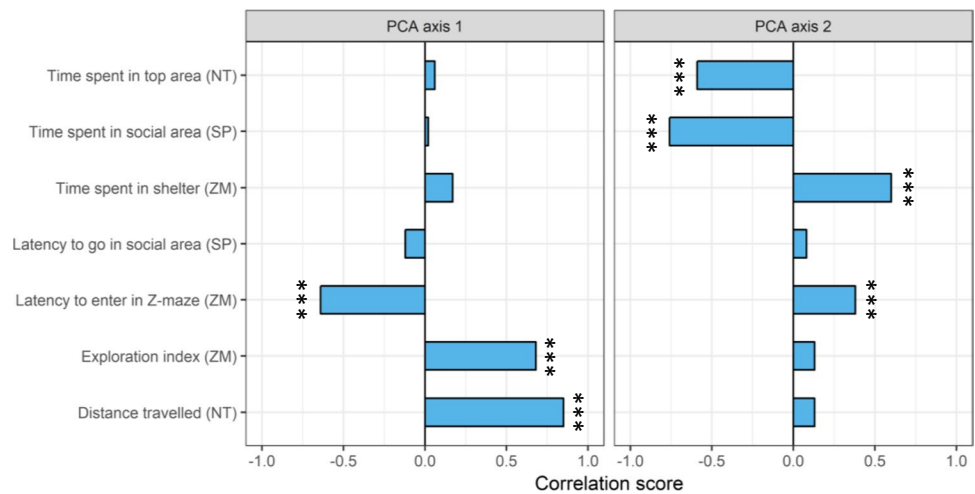 PCA axis 1 PCA axis 2
Time spent in top area (NT) ***
Time spent in social area (SP) ***
Time spent in shelter (ZM) ***
Latency to go in social area (SP)
Latency to enter in Z-maze (ZM) *** ***
Exploration index (ZM) ***
Distance travelled (NT) ***
-1.0 -0.5 0.0 0.5 1.0 -1.0 -0.5 0.0 0.5 1.0
Correlation score